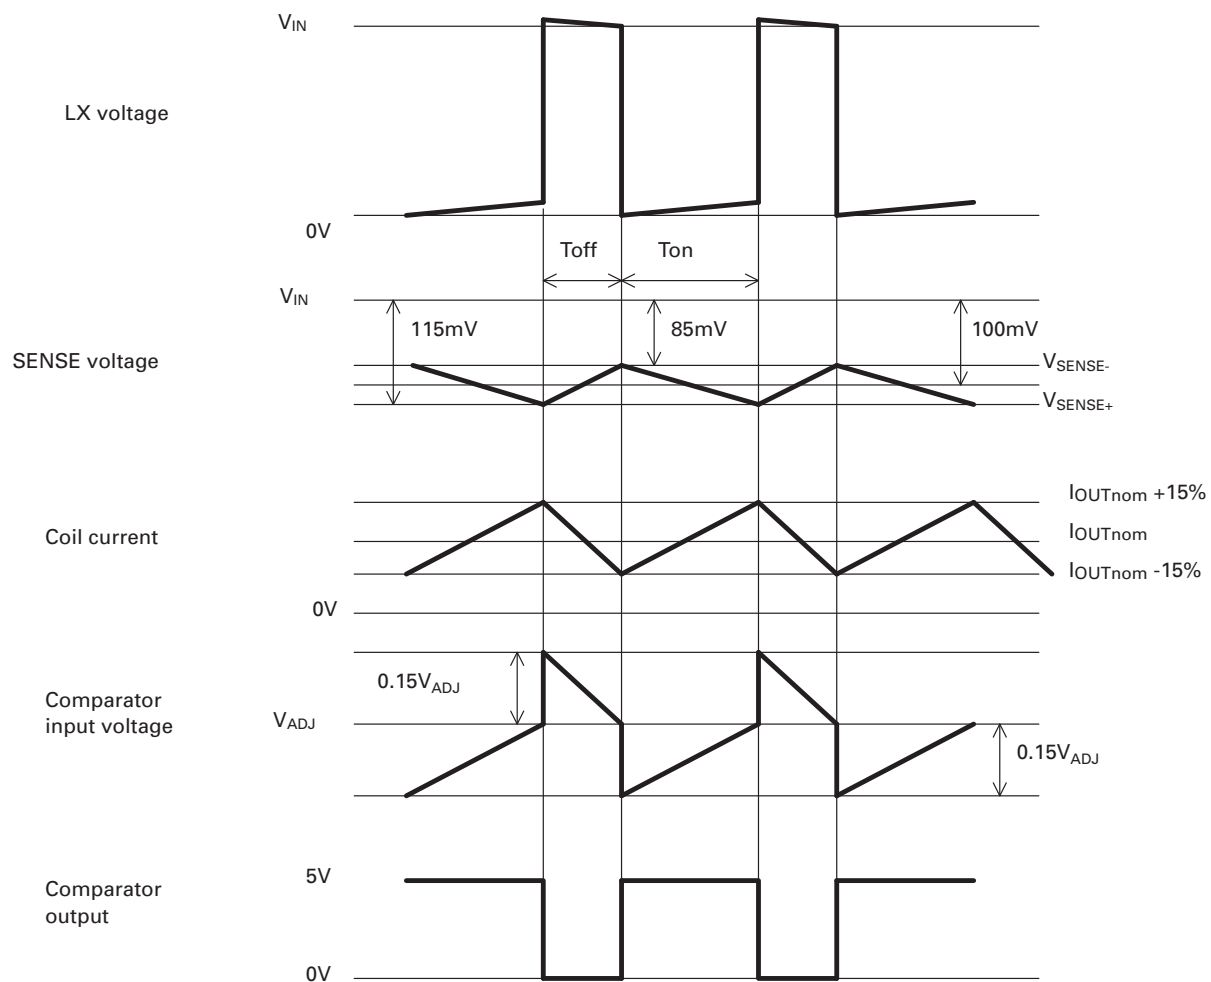 VIN
LX voltage
0V
Toff
Ton
VIN
115mV
85mV
100mV
SENSE voltage
VSENSE-
VSENSE+
IOUTnom +15%
Coil current
IOUTnom
IOUTnom -15%
0V
0.15VADJ
Comparator
input voltage
VADJ
0.15VADJ
5V
Comparator
output
0V